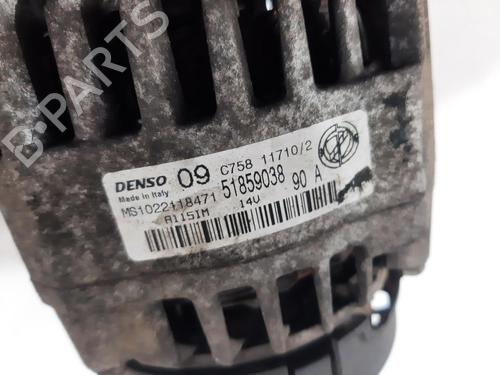 B-PARTS
DENSO 09 C758 11710/2
Made in Italy
MS1022118471 51859038 90 A
A115IM 14V